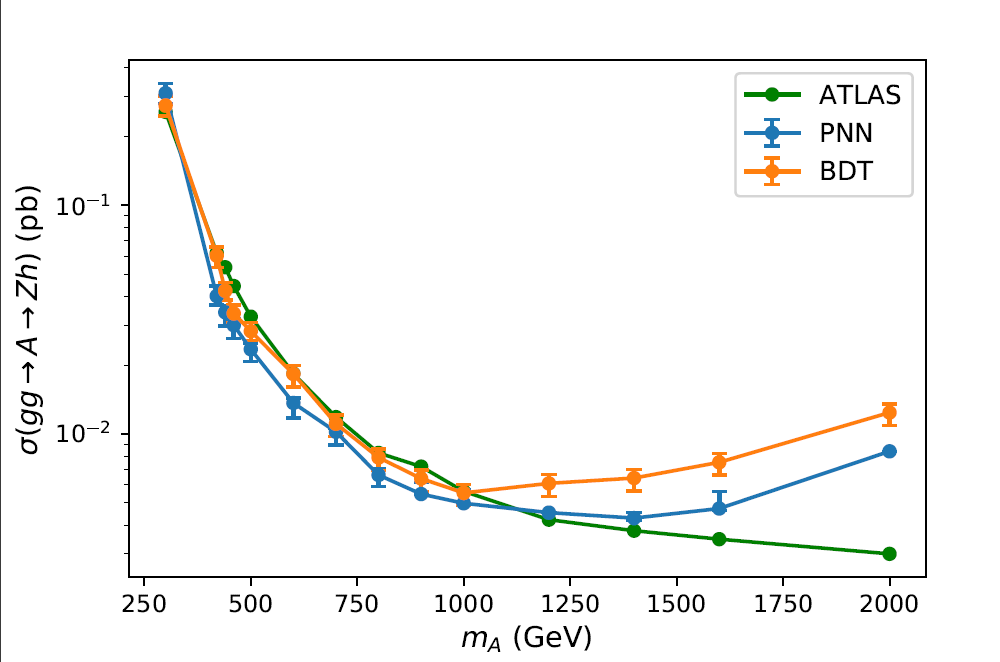 ATLAS
PNN
BDT
σ(gg → A → Zh) (pb)
10⁻¹
10⁻²
250 500 750 1000 1250 1500 1750 2000
m_A (GeV)